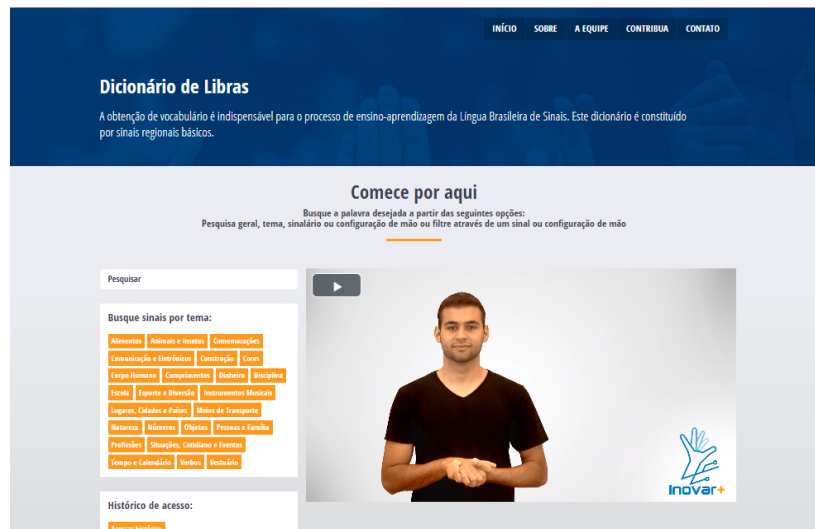 INÍCIO SOBRE A EQUIPE CONTRIBUA CONTATO
Dicionário de Libras
A obtenção de vocabulário é indispensável para o processo de ensino-aprendizagem da Língua Brasileira de Sinais. Este dicionário é constituído
por sinais regionais básicos.
Comece por aqui
Busque a palavra desejada a partir das seguintes opções:
Pesquisa geral, tema, sinalário ou configuração de mão ou filtre através de um sinal ou configuração de mão
Pesquisar
Busque sinais por tema:
Alimentos Animais e Insetos Comemorações
Comunicação e Eletrônicos Construção Cores
Corpo Humano Cumprimentos Dinheiro Disciplina
Escola Esporte e Diversão Instrumentos Musicais
Lugares, Cidades e Países Meios de Transporte
Natureza Números Objetos Pessoas e Família
Profissões Situações, Cotidiano e Eventos
Tempo e Calendário Verbos Vestuário
Inovar+
Histórico de acesso:
Acessar histórico